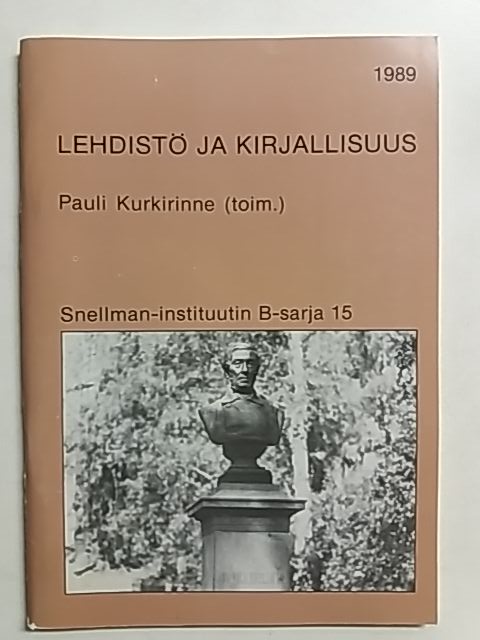 1989
LEHDISTÖ JA KIRJALLISUUS
Pauli Kurkirinne (toim.)
Snellman-instituutin B-sarja 15